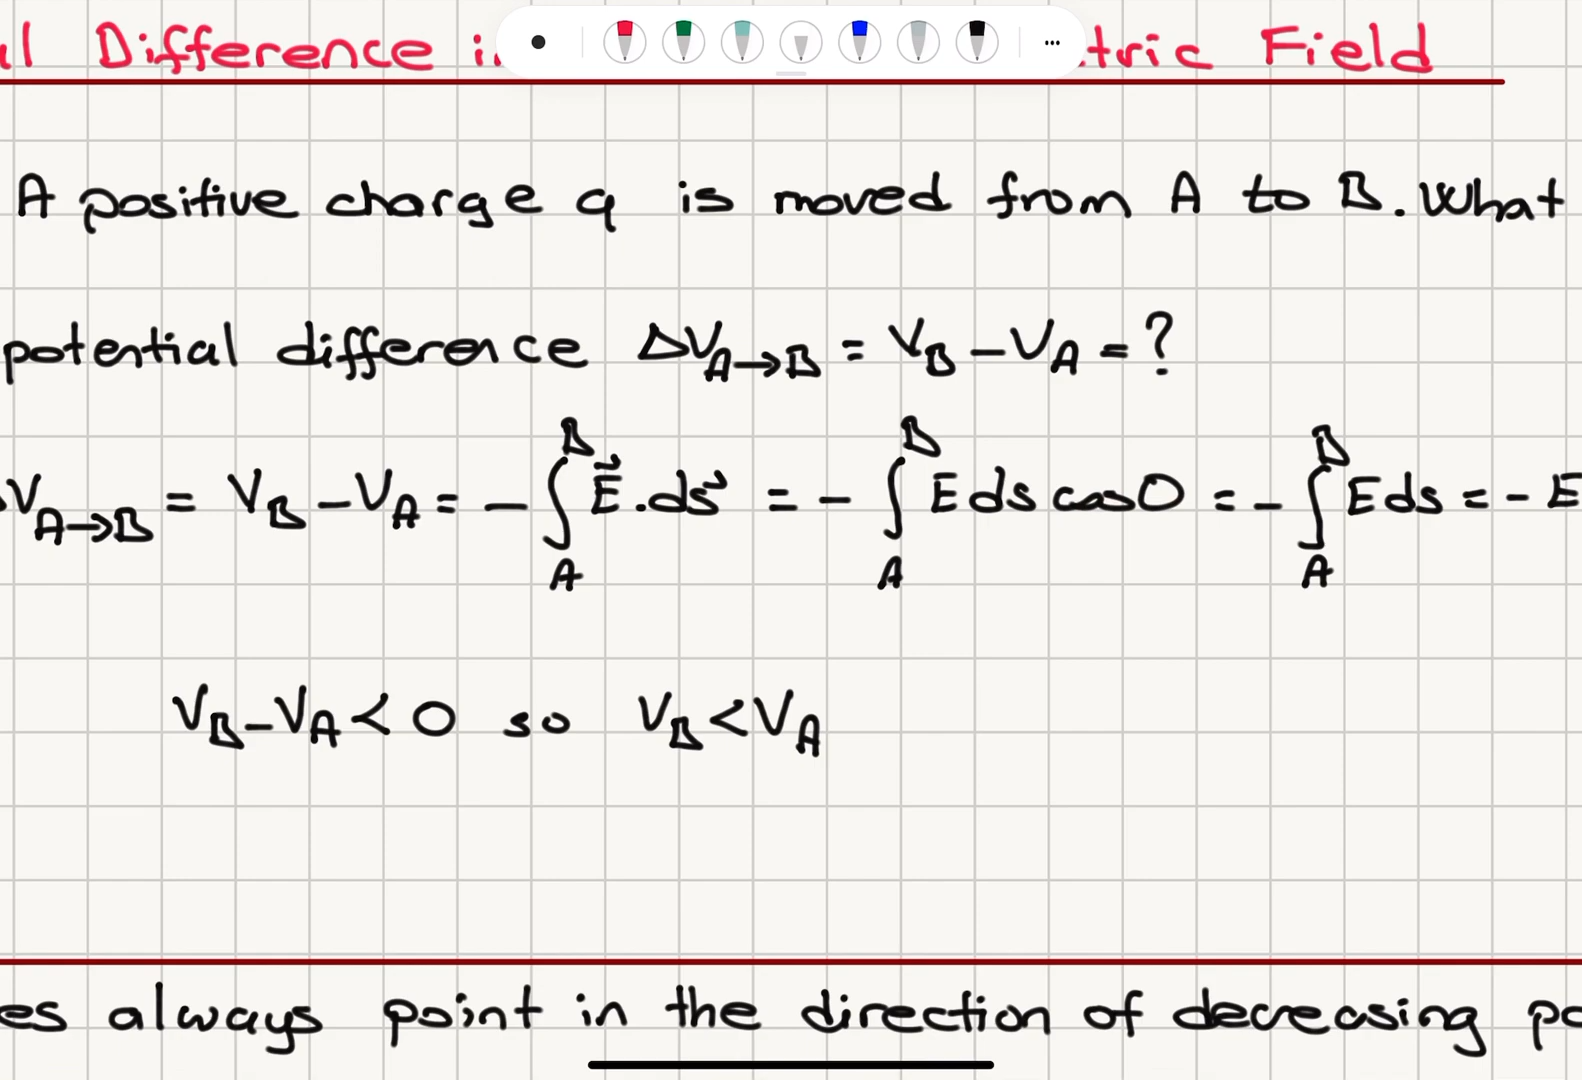 Difference tric Field
A positive charge q is moved from A to B. What
potential difference ΔV_{A→B} = V_B - V_A = ?
V_{A→B} = V_B - V_A = - ∫_A^B E⃗ . ds⃗ = - ∫_A^B E ds cos0 = - ∫_A^B E ds = - E
V_B - V_A < 0 so V_B < V_A
es always point in the direction of decreasing po